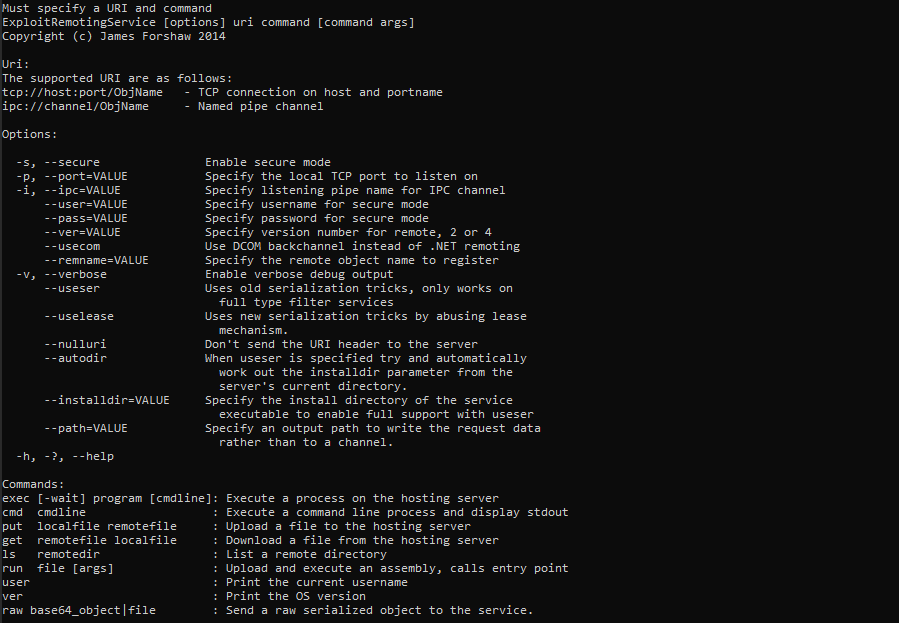 Must specify a URI and command
ExploitRemotingService [options] uri command [command args]
Copyright (c) James Forshaw 2014

Uri:
The supported URI are as follows:
tcp://host:port/ObjName   - TCP connection on host and portname
ipc://channel/ObjName     - Named pipe channel

Options:

  -s, --secure               Enable secure mode
  -p, --port=VALUE           Specify the local TCP port to listen on
  -i, --ipc=VALUE            Specify listening pipe name for IPC channel
      --user=VALUE           Specify username for secure mode
      --pass=VALUE           Specify password for secure mode
      --ver=VALUE            Specify version number for remote, 2 or 4
      --usecom               Use DCOM backchannel instead of .NET remoting
      --remname=VALUE        Specify the remote object name to register
  -v, --verbose              Enable verbose debug output
      --useser               Uses old serialization tricks, only works on
                               full type filter services
      --uselease             Uses new serialization tricks by abusing lease
                               mechanism.
      --nulluri              Don't send the URI header to the server
      --autodir              When useser is specified try and automatically
                               work out the installdir parameter from the
                               server's current directory.
      --installdir=VALUE     Specify the install directory of the service
                               executable to enable full support with useser
      --path=VALUE           Specify an output path to write the request data
                               rather than to a channel.
  -h, -?, --help

Commands:
exec [-wait] program [cmdline]: Execute a process on the hosting server
cmd  cmdline                  : Execute a command line process and display stdout
put  localfile remotefile     : Upload a file to the hosting server
get  remotefile localfile     : Download a file from the hosting server
ls   remotedir                : List a remote directory
run  file [args]              : Upload and execute an assembly, calls entry point
user                          : Print the current username
ver                           : Print the OS version
raw base64_object|file        : Send a raw serialized object to the service.